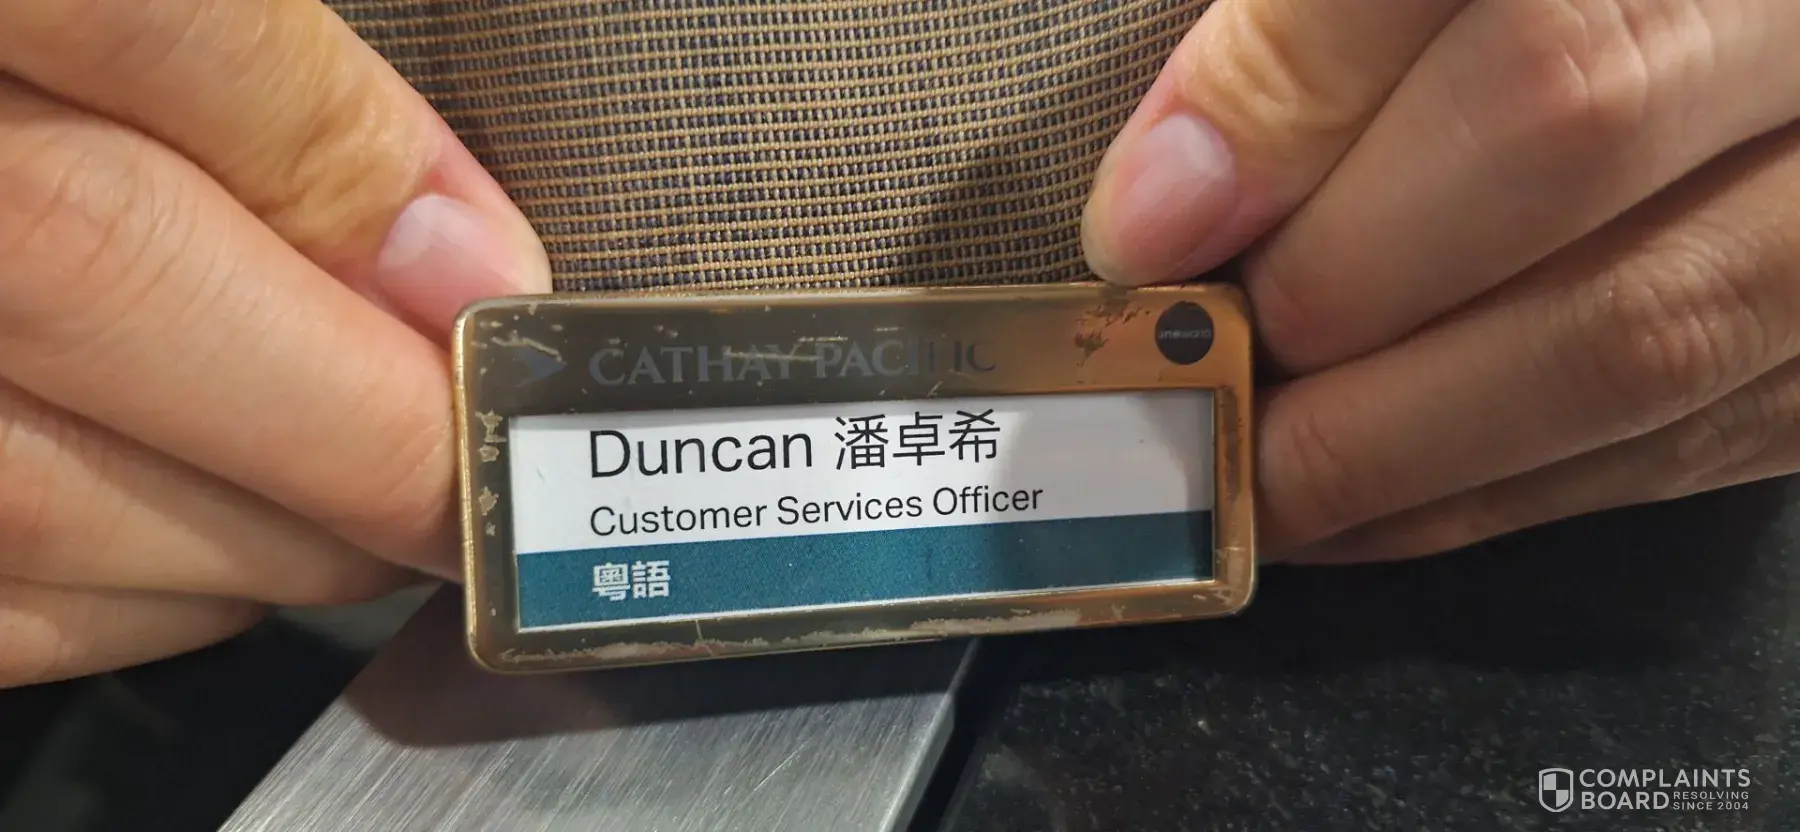 CATHAY PACIFIC
oneworld
Duncan 潘卓希
Customer Services Officer
粵語
COMPLAINTS
BOARD RESOLVING
SINCE 2004